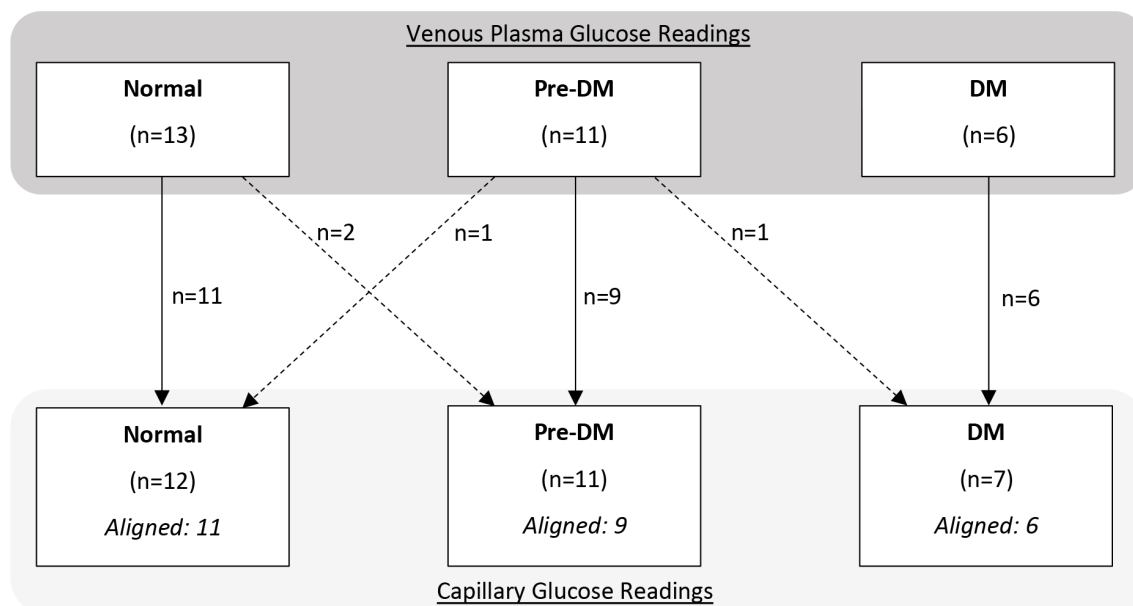 Venous Plasma Glucose Readings
Normal
(n=13)
Pre-DM
(n=11)
DM
(n=6)
n=2
n=1
n=1
n=11
n=9
n=6
Normal
(n=12)
Aligned: 11
Pre-DM
(n=11)
Aligned: 9
DM
(n=7)
Aligned: 6
Capillary Glucose Readings